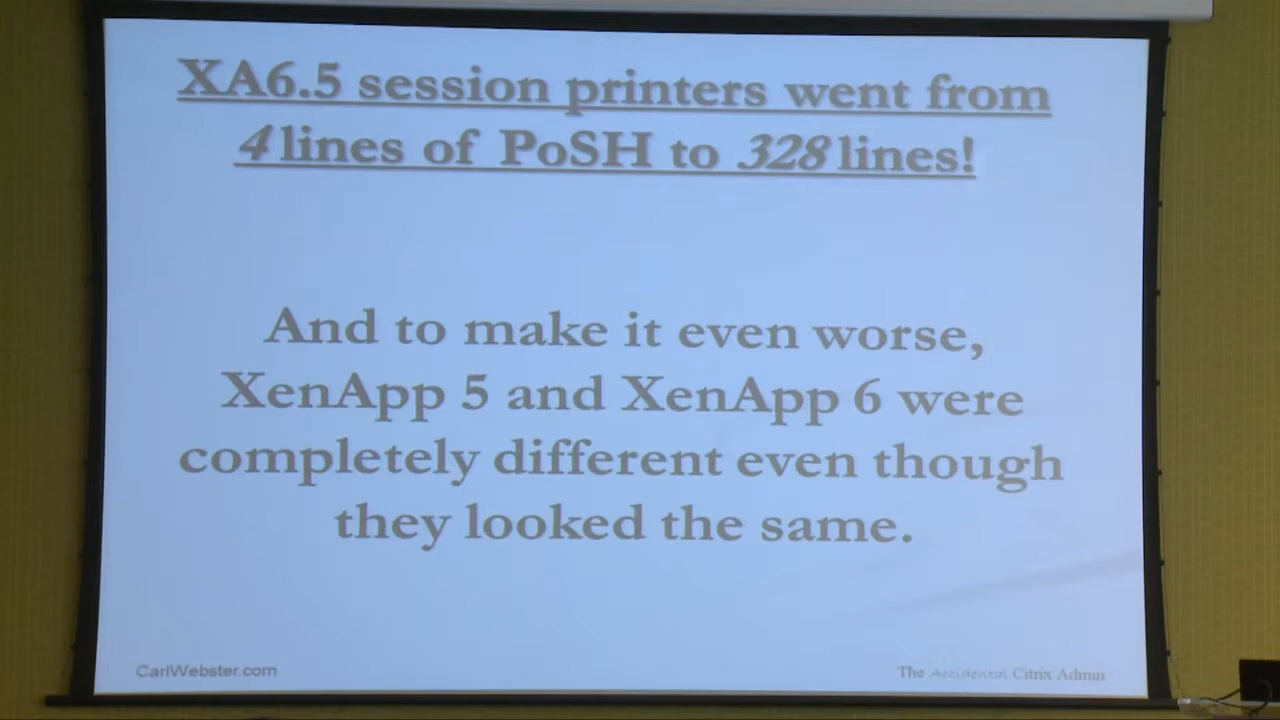 XA6.5 session printers went from
4 lines of PoSH to 328 lines!
And to make it even worse,
XenApp 5 and XenApp 6 were
completely different even though
they looked the same.
CarlWebster.com
The Accidental Citrix Admin